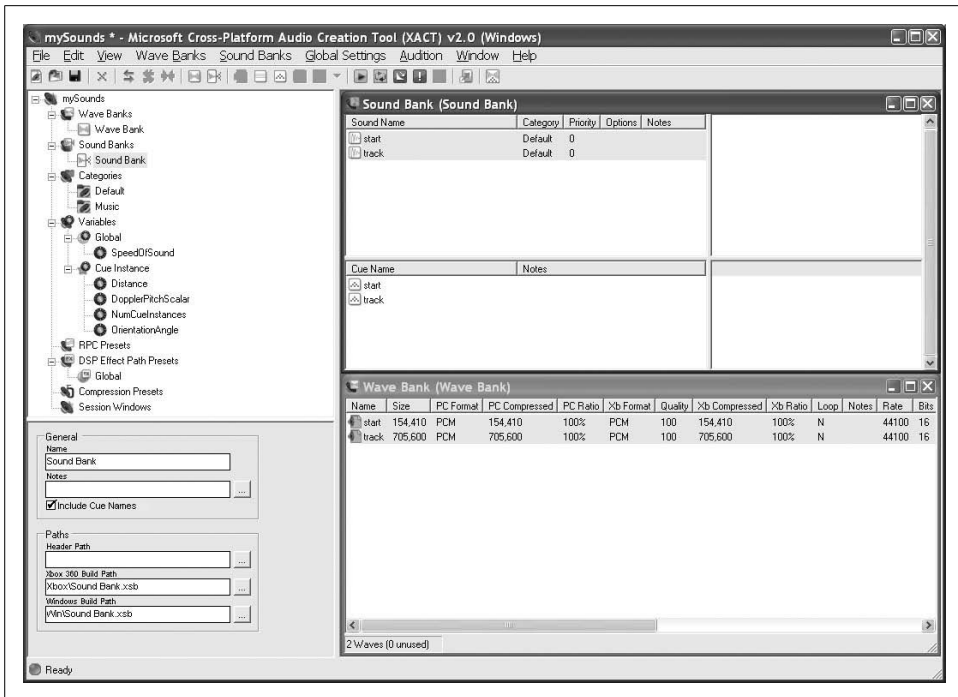 mySounds * - Microsoft Cross-Platform Audio Creation Tool (XACT) v2.0 (Windows)
File Edit View Wave Banks Sound Banks Global Settings Audition Window Help
mySounds
Wave Banks
Wave Bank
Sound Banks
Sound Bank
Categories
Default
Music
Variables
Global
SpeedOfSound
Cue Instance
Distance
DopplerPitchScalar
NumCueInstances
OrientationAngle
RPC Presets
DSP Effect Path Presets
Global
Compression Presets
Session Windows
General
Name
Sound Bank
Notes
...
Include Cue Names
Paths
Header Path
...
Xbox 360 Build Path
Xbox\Sound Bank.xsb
...
Windows Build Path
Win\Sound Bank.xsb
...
Sound Bank (Sound Bank)
Sound Name Category Priority Options Notes
start Default 0
track Default 0
Cue Name Notes
start
track
Wave Bank (Wave Bank)
Name Size PC Format PC Compressed PC Ratio Xb Format Quality Xb Compressed Xb Ratio Loop Notes Rate Bits
start 154,410 PCM 154,410 100% PCM 100 154,410 100% N 44100 16
track 705,600 PCM 705,600 100% PCM 100 705,600 100% N 44100 16
2 Waves (0 unused)
Ready